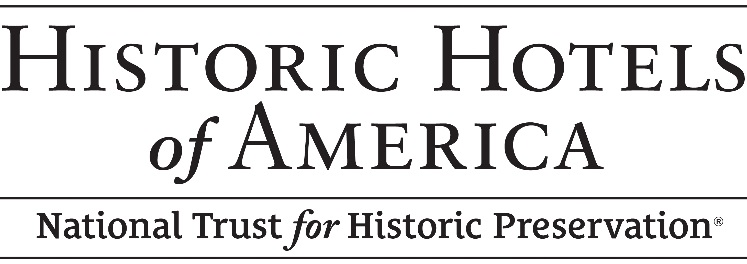 HISTORIC HOTELS
of AMERICA
National Trust for Historic Preservation®